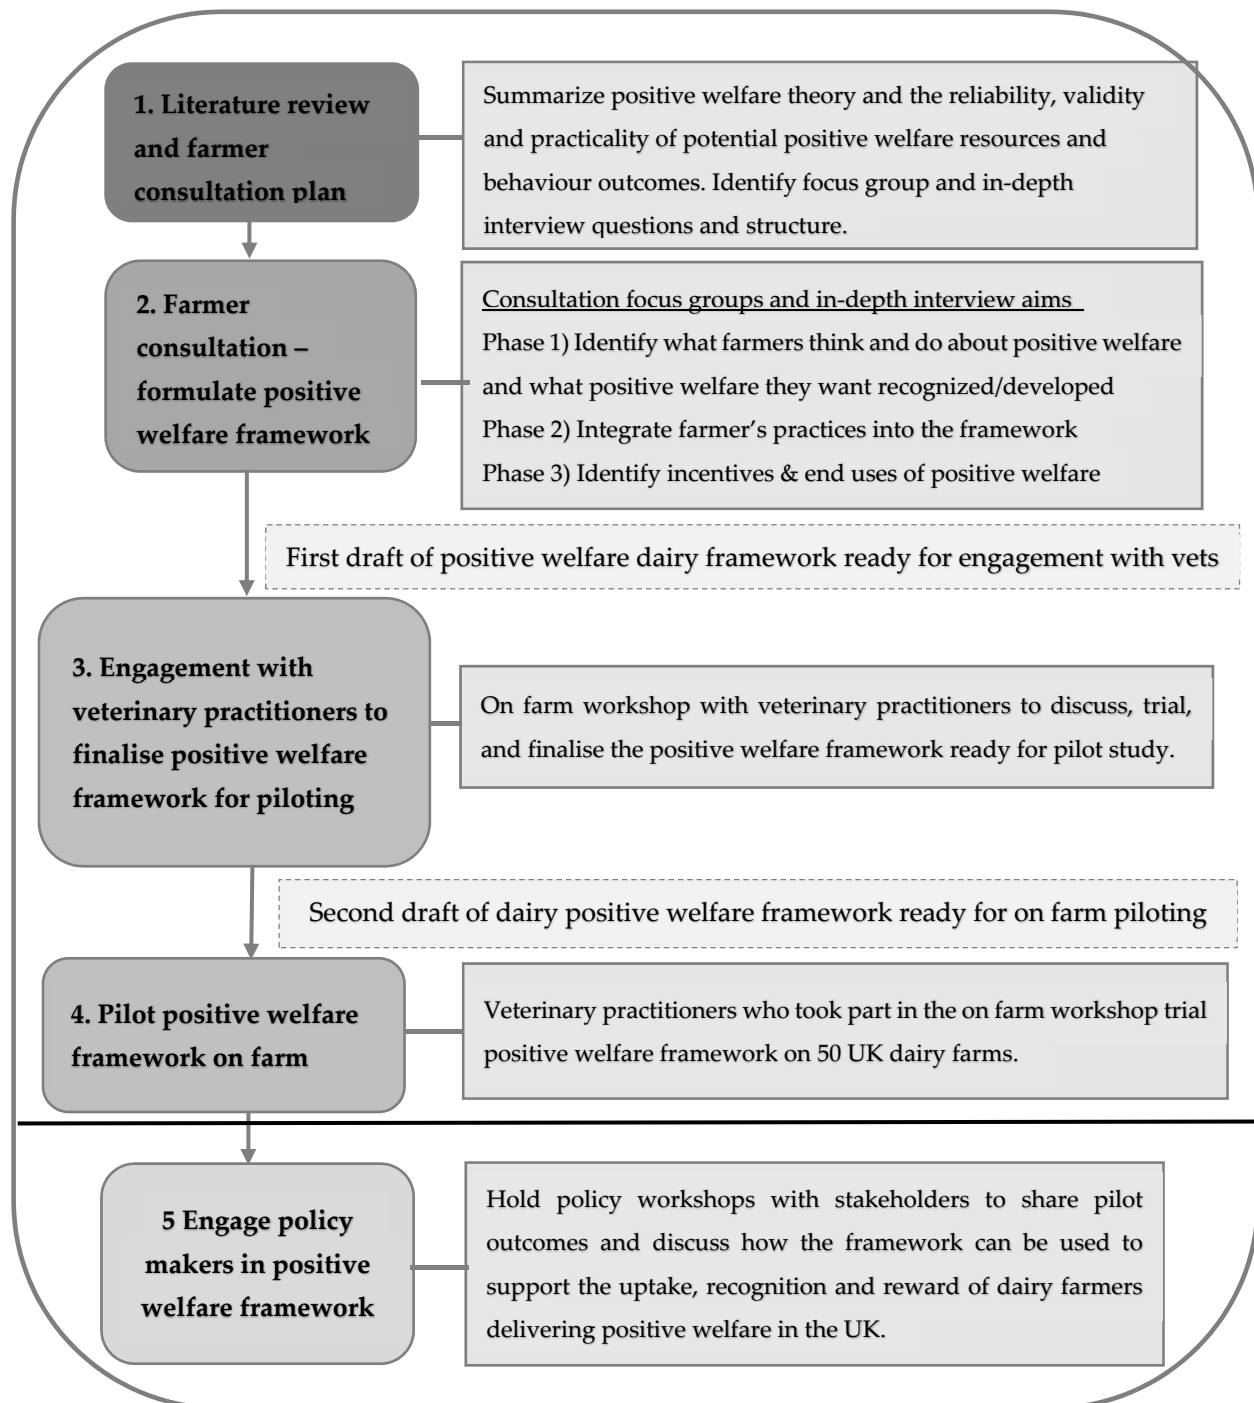 1. Literature review
and farmer
consultation plan
Summarize positive welfare theory and the reliability, validity
and practicality of potential positive welfare resources and
behaviour outcomes. Identify focus group and in-depth
interview questions and structure.
2. Farmer
consultation –
formulate positive
welfare framework
Consultation focus groups and in-depth interview aims
Phase 1) Identify what farmers think and do about positive welfare
and what positive welfare they want recognized/developed
Phase 2) Integrate farmer’s practices into the framework
Phase 3) Identify incentives & end uses of positive welfare
First draft of positive welfare dairy framework ready for engagement with vets
3. Engagement with
veterinary practitioners to
finalise positive welfare
framework for piloting
On farm workshop with veterinary practitioners to discuss, trial,
and finalise the positive welfare framework ready for pilot study.
Second draft of dairy positive welfare framework ready for on farm piloting
4. Pilot positive welfare
framework on farm
Veterinary practitioners who took part in the on farm workshop trial
positive welfare framework on 50 UK dairy farms.
5 Engage policy
makers in positive
welfare framework
Hold policy workshops with stakeholders to share pilot
outcomes and discuss how the framework can be used to
support the uptake, recognition and reward of dairy farmers
delivering positive welfare in the UK.